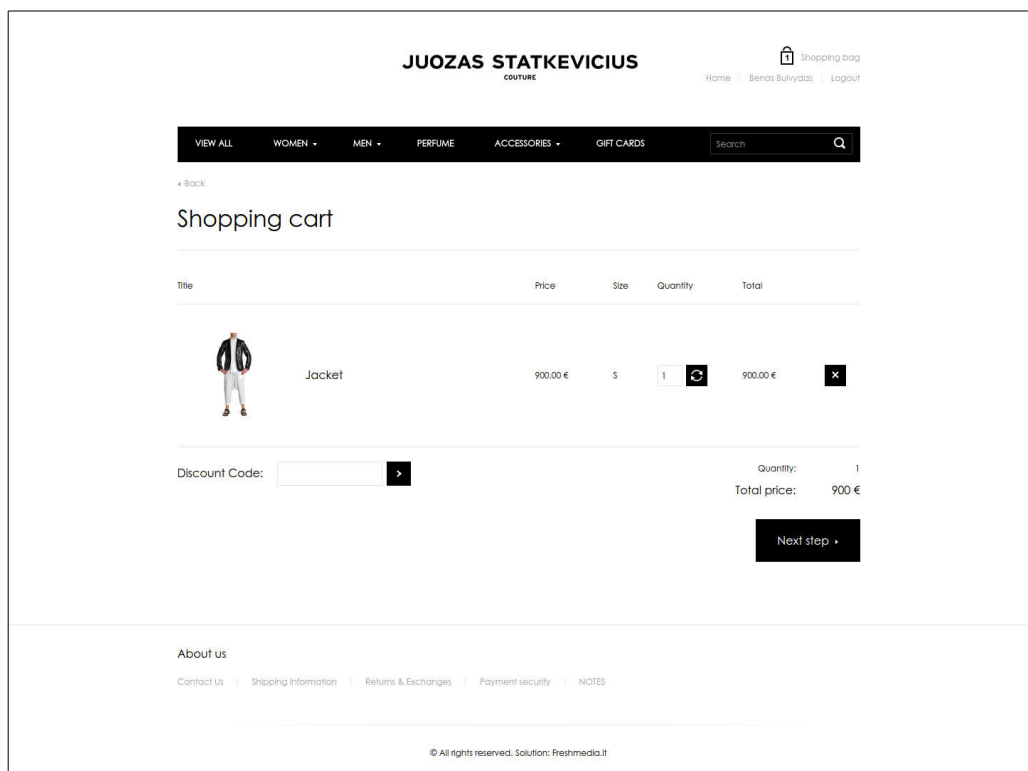 JUOZAS STATKEVICIUS
COUTURE
1 Shopping bag
Home Benas Bulvydas Logout
VIEW ALL WOMEN MEN PERFUME ACCESSORIES GIFT CARDS Search
Back
Shopping cart
Title Price Size Quantity Total
Jacket 900.00 € S 1 900.00 €
Discount Code:
Quantity: 1
Total price: 900 €
Next step
About us
Contact Us Shipping Information Returns & Exchanges Payment security NOTES
© All rights reserved. Solution: Freshmedia.lt